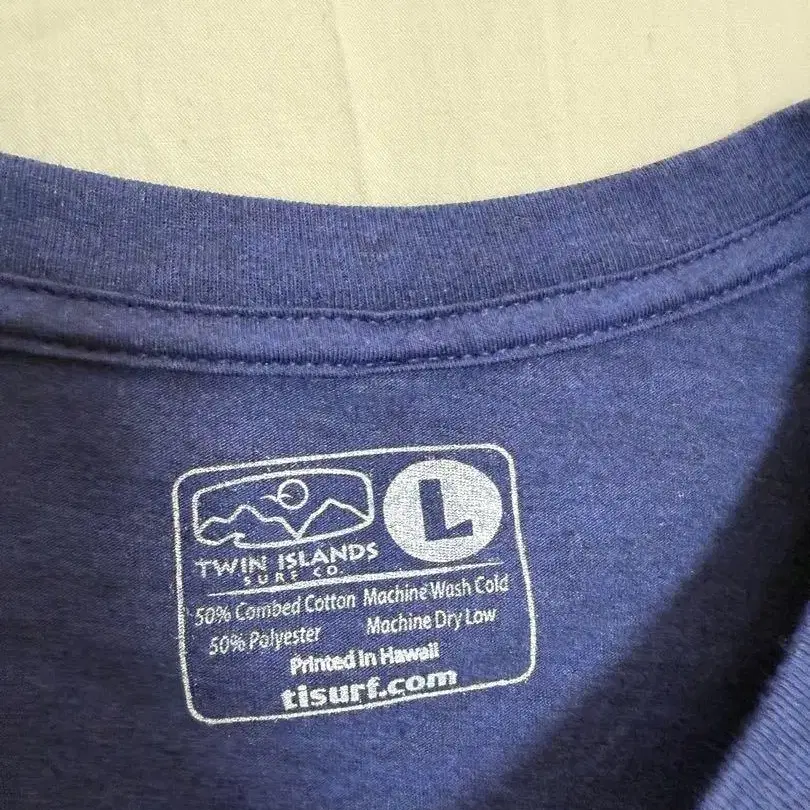 L
TWIN ISLANDS
SURF CO.
50% Combed Cotton Machine Wash Cold
50% Polyester Machine Dry Low
Printed In Hawaii
tisurf.com